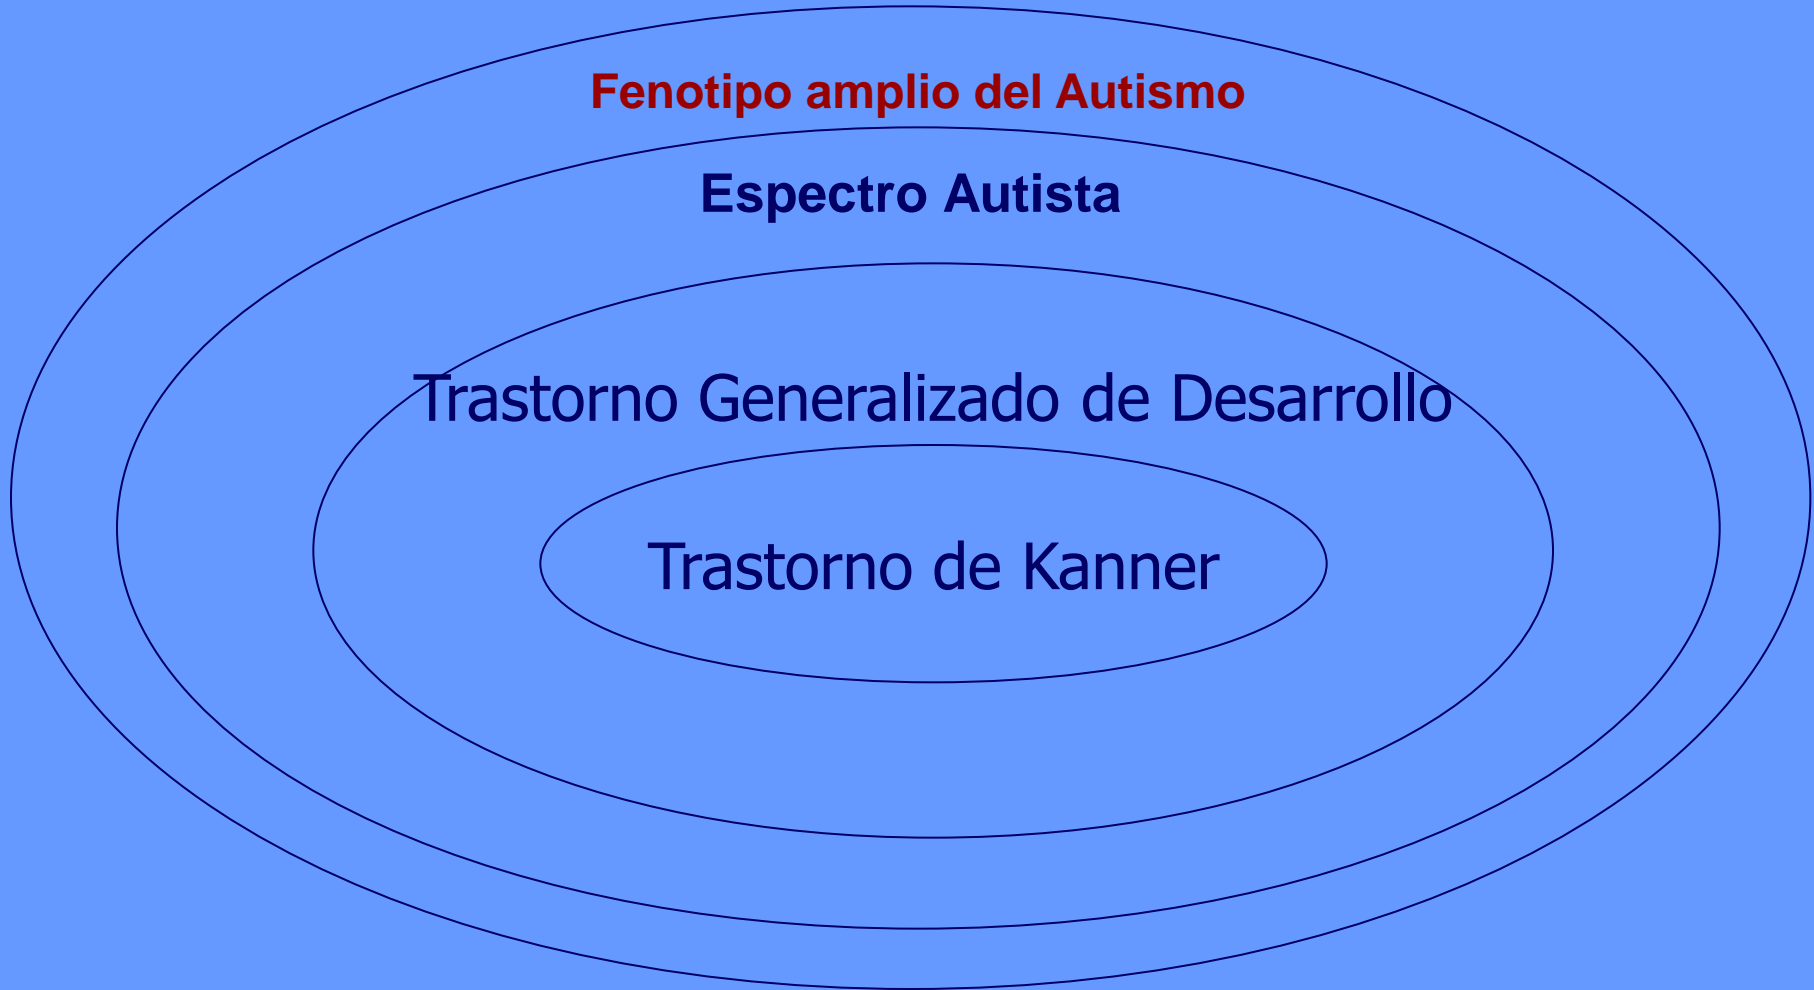 Fenotipo amplio del Autismo
Espectro Autista
Trastorno Generalizado de Desarrollo
Trastorno de Kanner